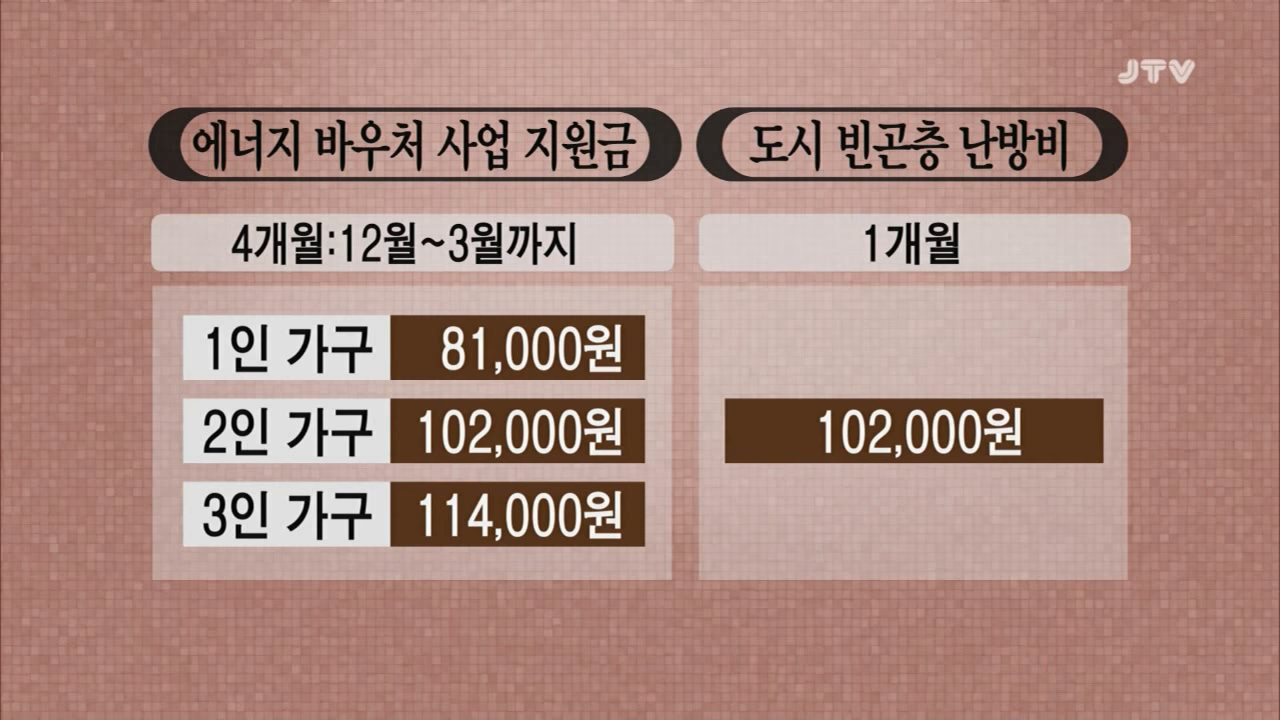 JTV
에너지 바우처 사업 지원금
4개월:12월~3월까지
1인 가구 81,000원
2인 가구 102,000원
3인 가구 114,000원
도시 빈곤층 난방비
1개월
102,000원